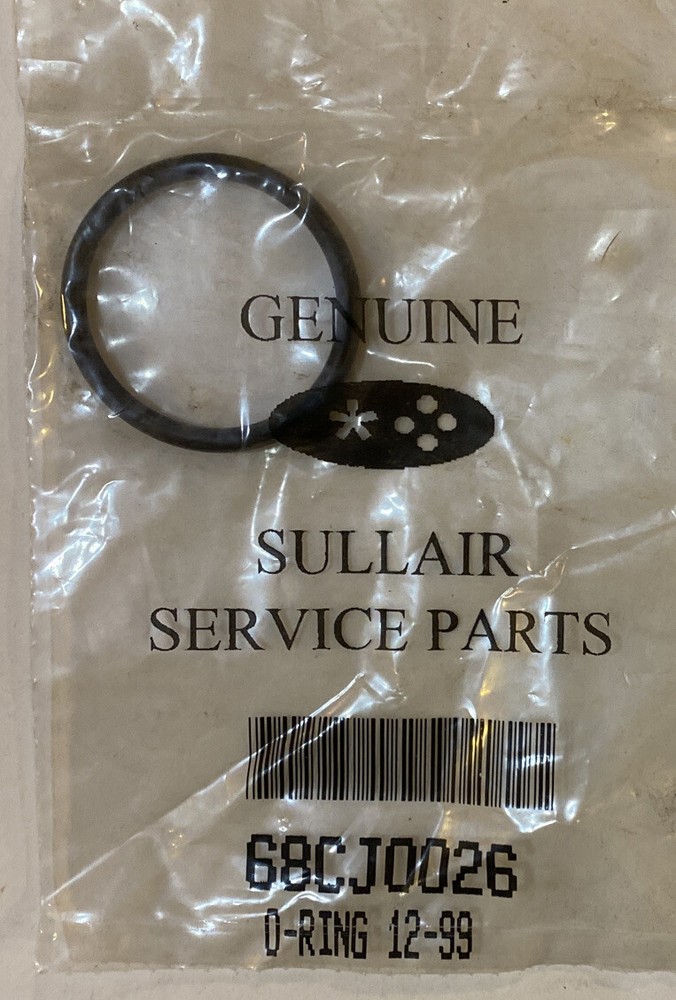 GENUINE
SULLAIR
SERVICE PARTS
68CJ0026
O-RING 12-99